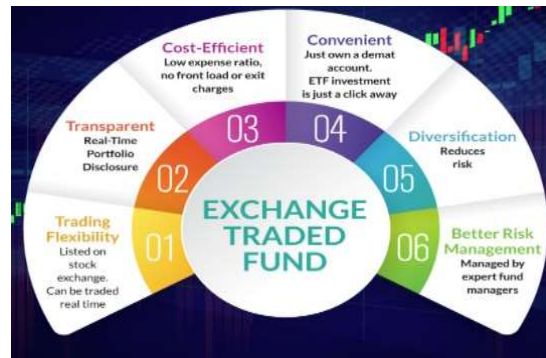 Trading
Flexibility
Listed on
stock
exchange.
Can be traded
real time
01
Transparent
Real-Time
Portfolio
Disclosure
02
Cost-Efficient
Low expense ratio,
no front load or exit
charges
03
Convenient
Just own a demat
account.
ETF investment
is just a click away
04
Diversification
Reduces
risk
05
Better Risk
Management
Managed by
expert fund
managers
06
EXCHANGE
TRADED
FUND